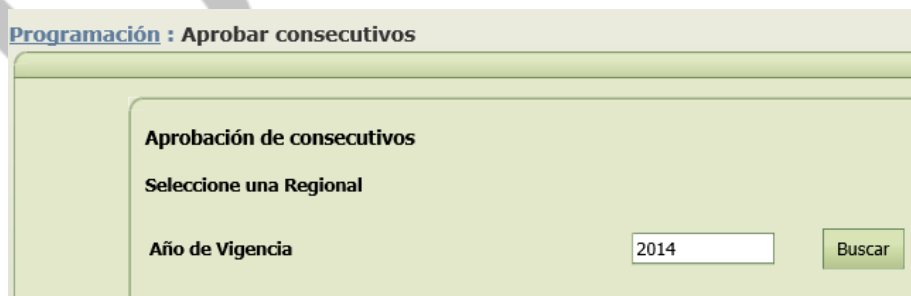 Programación : Aprobar consecutivos
Aprobación de consecutivos
Seleccione una Regional
Año de Vigencia 2014 Buscar